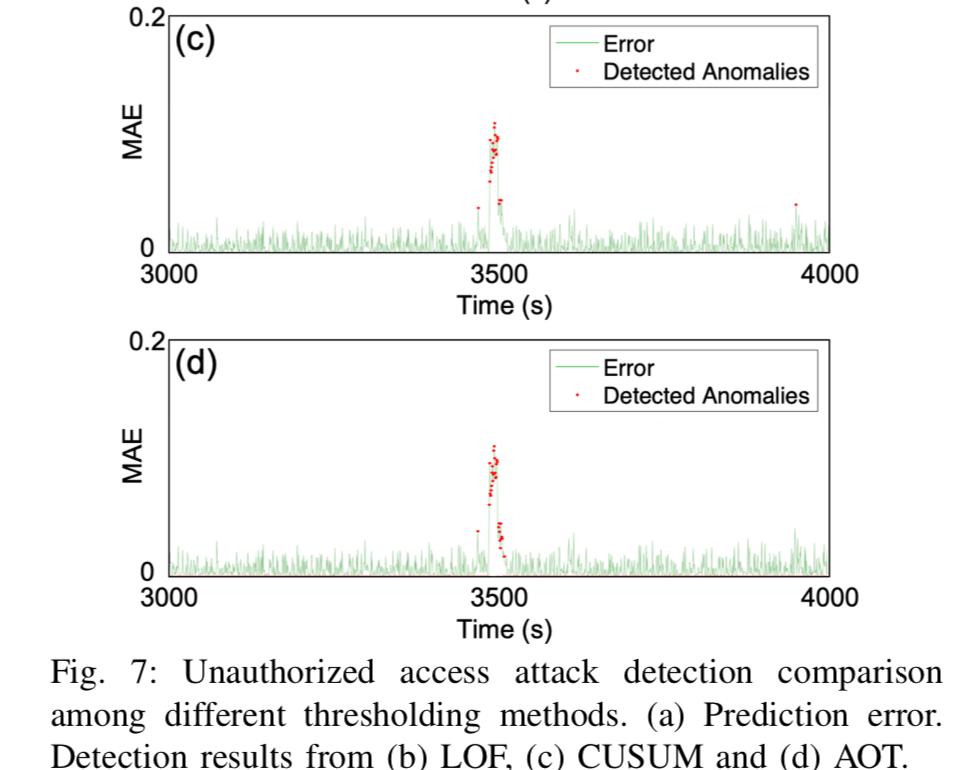 0.2
(c)
Error
Detected Anomalies
MAE
0
3000
3500
4000
Time (s)
0.2
(d)
Error
Detected Anomalies
MAE
0
3000
3500
4000
Time (s)
Fig. 7: Unauthorized access attack detection comparison
among different thresholding methods. (a) Prediction error.
Detection results from (b) LOF, (c) CUSUM and (d) AOT.